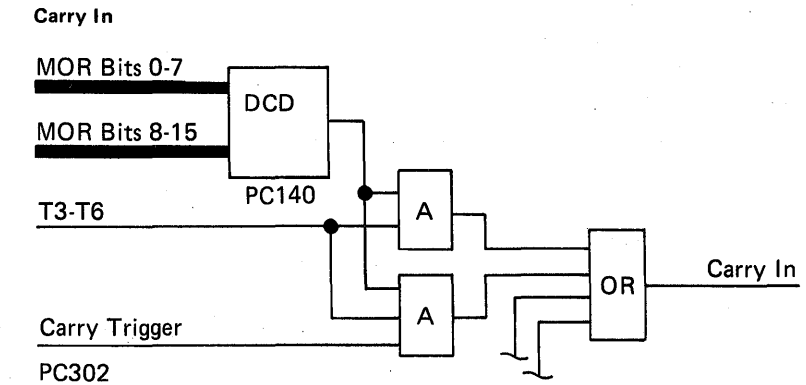 Carry In
MOR Bits 0-7
DCD
MOR Bits 8-15
PC140
T3-T6
A
Carry In
OR
A
Carry Trigger
PC302